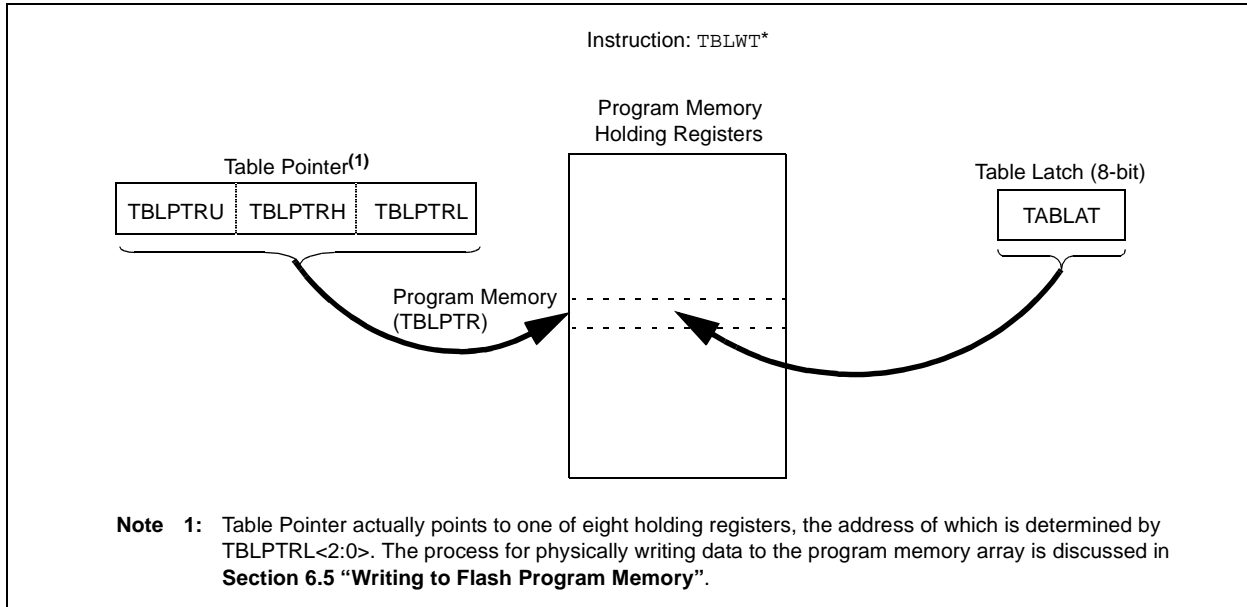 Instruction: TBLWT*
Program Memory
Holding Registers
Table Pointer(1)
Table Latch (8-bit)
TBLPTRU TBLPTRH TBLPTRL
TABLAT
Program Memory
(TBLPTR)
Note 1: Table Pointer actually points to one of eight holding registers, the address of which is determined by
TBLPTRL<2:0>. The process for physically writing data to the program memory array is discussed in
Section 6.5 “Writing to Flash Program Memory”.